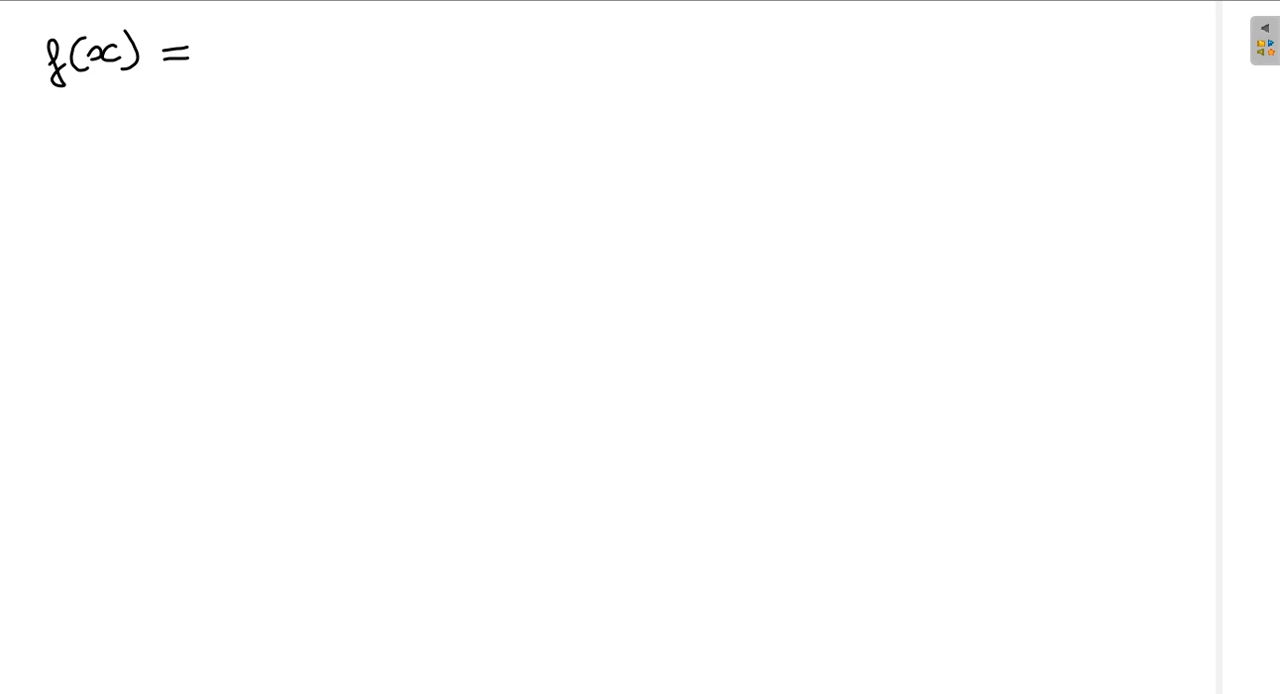 f(x) =